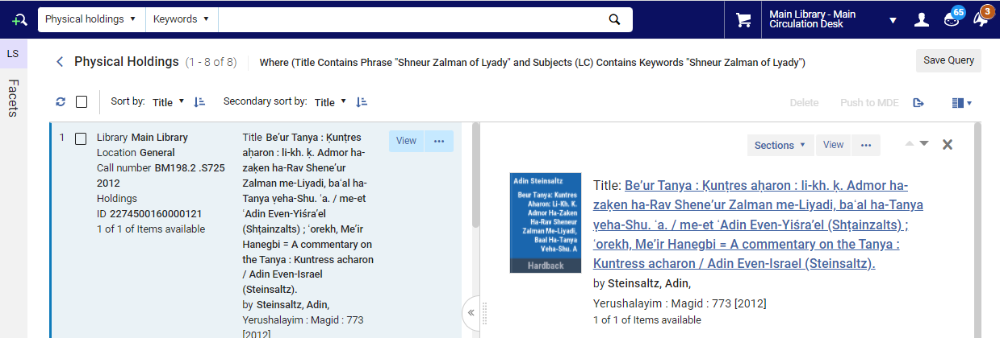 Physical holdings
Keywords
Main Library - Main
Circulation Desk
65
3
LS
Facets
Physical Holdings (1 - 8 of 8)
Where (Title Contains Phrase "Shneur Zalman of Lyady" and Subjects (LC) Contains Keywords "Shneur Zalman of Lyady")
Save Query
Sort by: Title
Secondary sort by: Title
Delete
Push to MDE
1
Library Main Library
Location General
Call number BM198.2 .S725
2012
Holdings
ID 2274500160000121
1 of 1 of Items available
Title Beʼur Tanya : Ḳunṭres
aḥaron : li-kh. ḳ. Admor ha-
zaḳen ha-Rav Sheneʼur
Zalman me-Liyadi, baʻal ha-
Tanya ṿeha-Shu. ʻa. / me-et
ʻAdin Even-Yiśraʼel
(Shṭainzalts) ; ʻorekh, Meʼir
Hanegbi = A commentary on
the Tanya : Kuntress acharon
/ Adin Even-Israel
(Steinsaltz).
by Steinsaltz, Adin,
Yerushalayim : Magid : 773
[2012]
View
Sections
View
Adin Steinsaltz
Beur Tanya: Kuntres
Aharon: Li-Kh. K.
Admor Ha-Zaken
Ha-Rav Sheneur
Zalman Me-Liyadi,
Baal Ha-Tanya
Veha-Shu. A
Hardback
Title: Beʼur Tanya : Ḳunṭres aḥaron : li-kh. ḳ. Admor ha-
zaḳen ha-Rav Sheneʼur Zalman me-Liyadi, baʻal ha-Tanya
ṿeha-Shu. ʻa. / me-et ʻAdin Even-Yiśraʼel (Shṭainzalts) ;
ʻorekh, Meʼir Hanegbi = A commentary on the Tanya :
Kuntress acharon / Adin Even-Israel (Steinsaltz).
by Steinsaltz, Adin,
Yerushalayim : Magid : 773 [2012]
1 of 1 of Items available